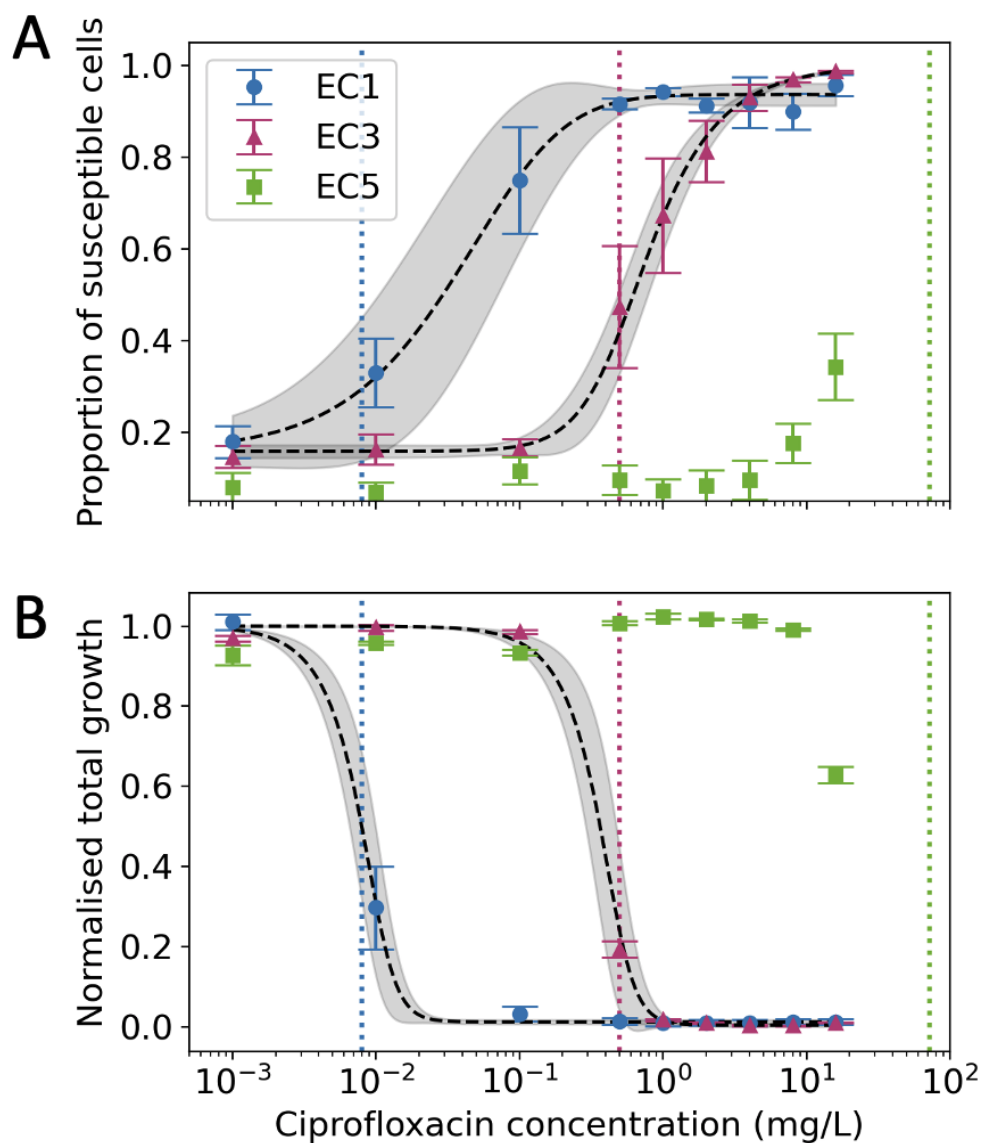 A
Proportion of susceptible cells
1.0
0.8
0.6
0.4
0.2
EC1
EC3
EC5
B
Normalised total growth
1.0
0.8
0.6
0.4
0.2
0.0
10⁻³ 10⁻² 10⁻¹ 10⁰ 10¹ 10²
Ciprofloxacin concentration (mg/L)